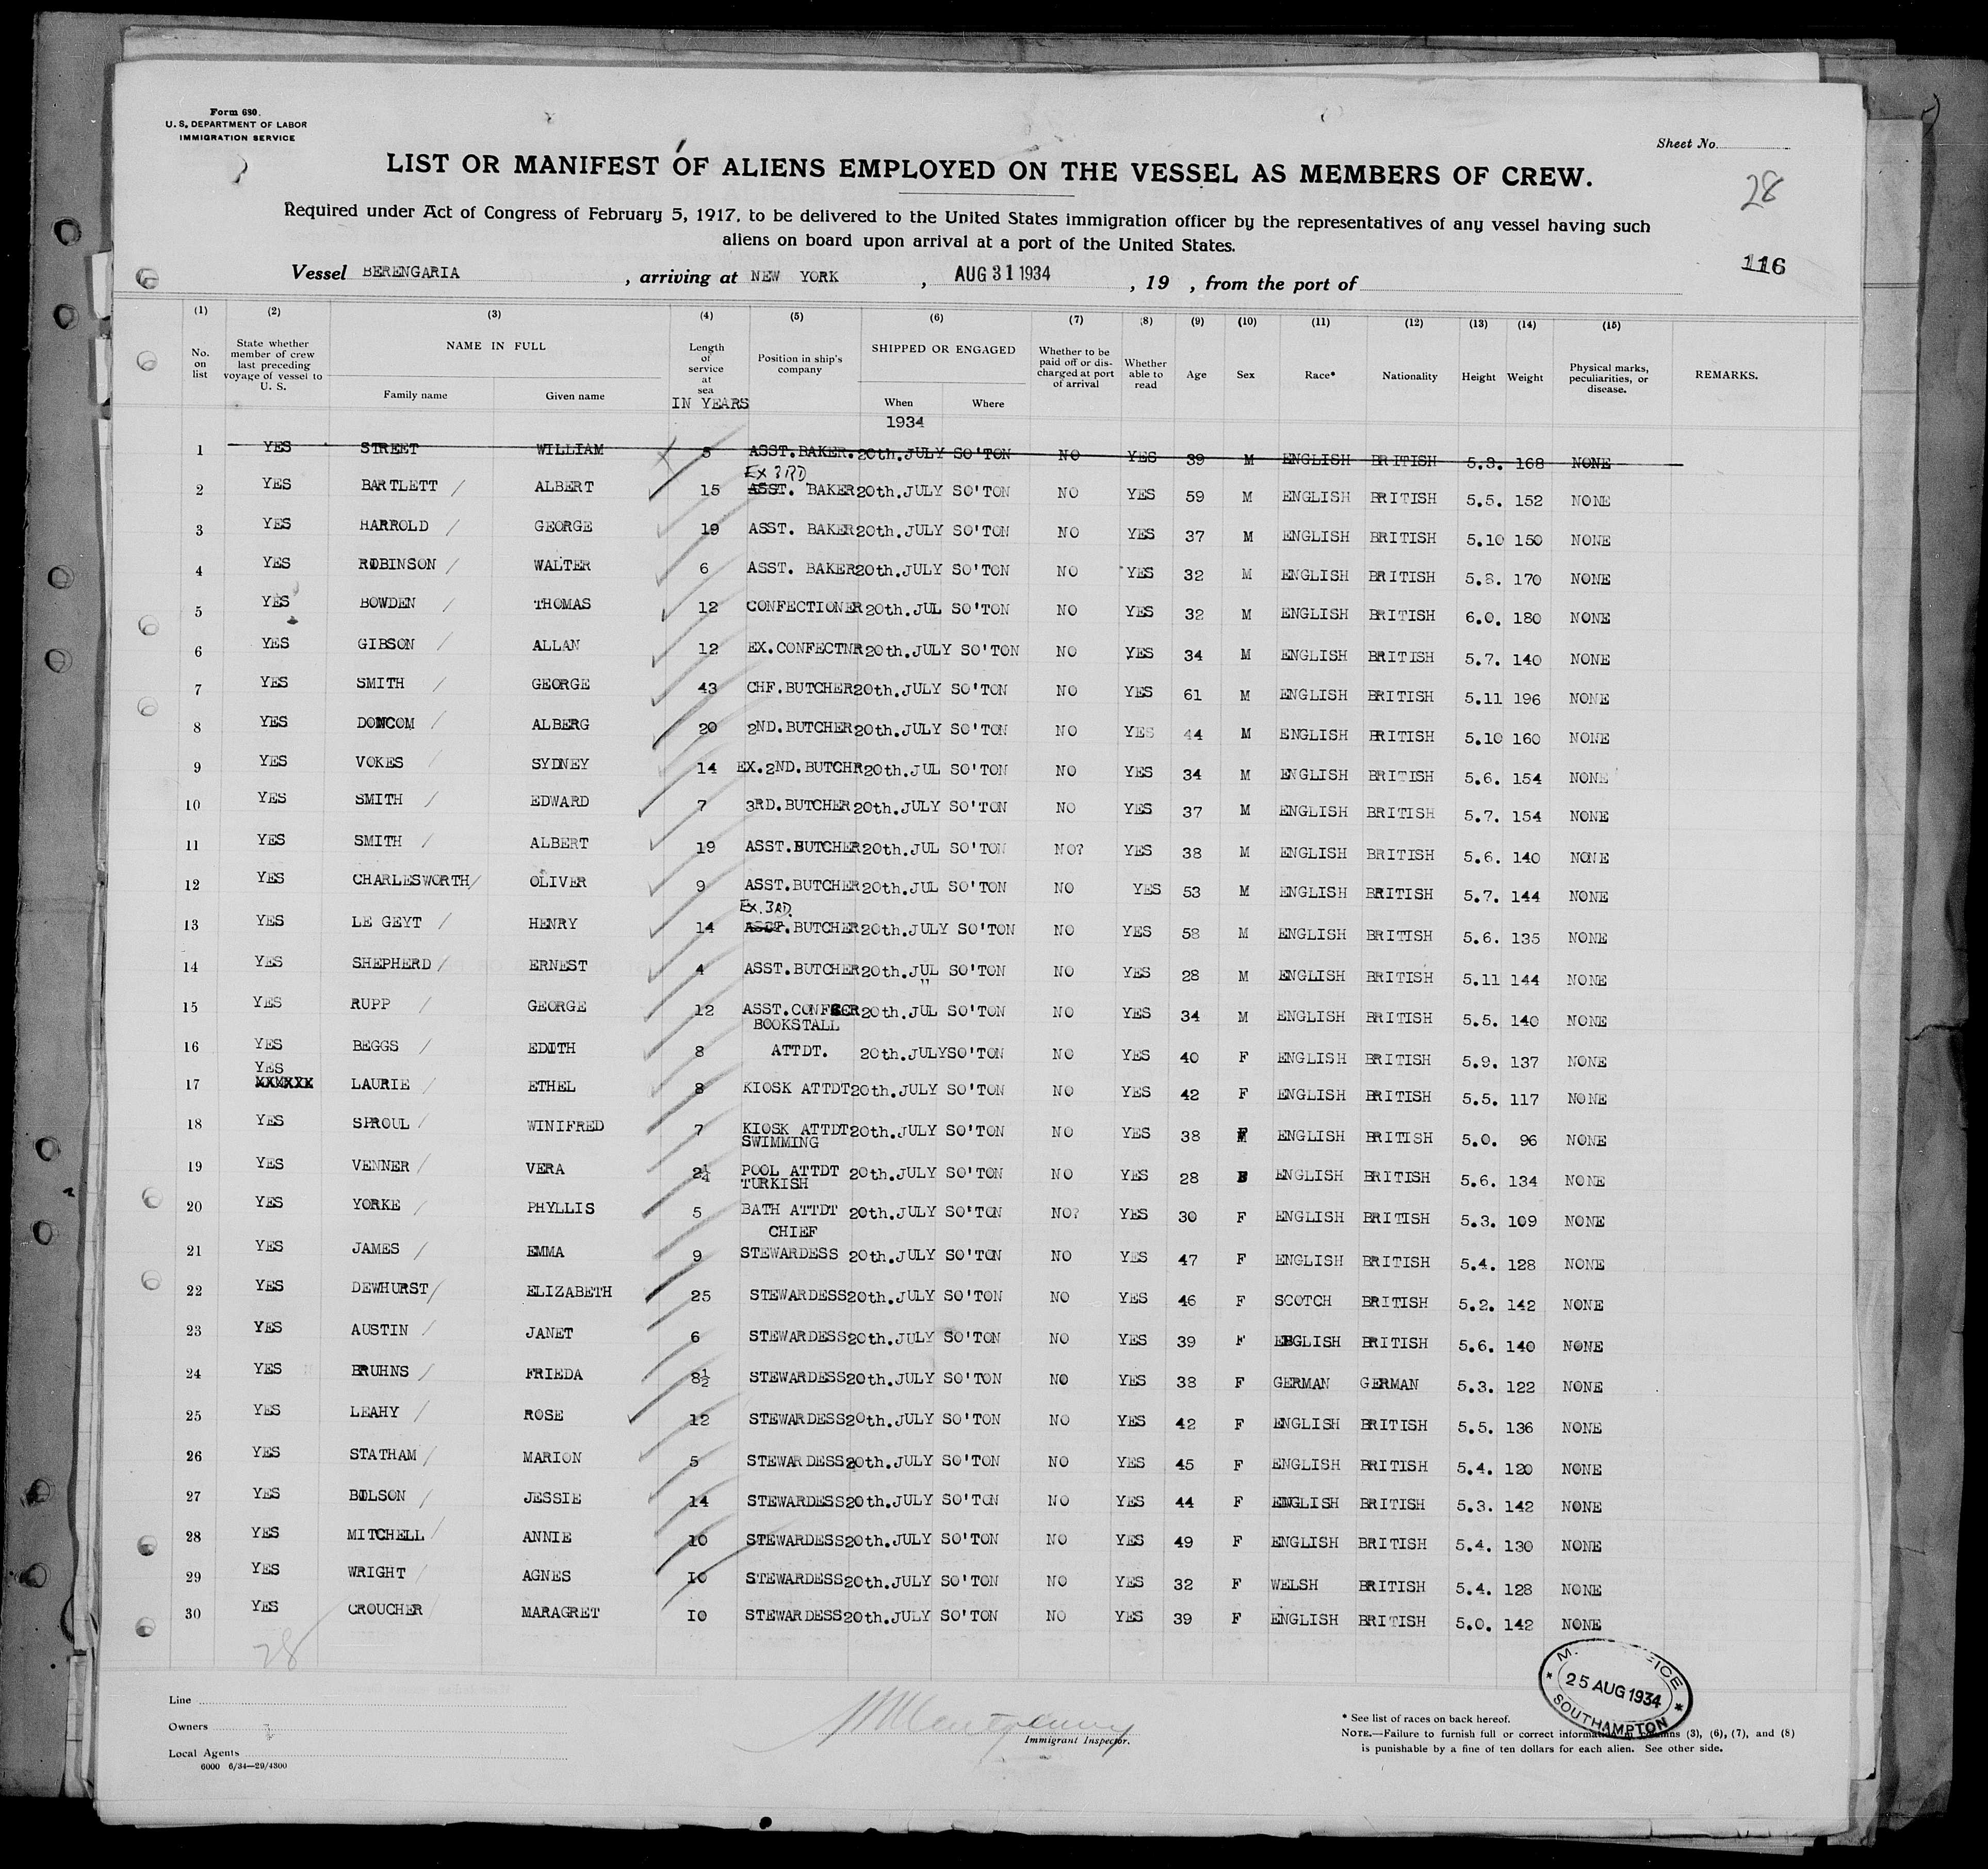 Form 680.
U. S. DEPARTMENT OF LABOR
IMMIGRATION SERVICE
Sheet No.
LIST OR MANIFEST OF ALIENS EMPLOYED ON THE VESSEL AS MEMBERS OF CREW.
28
Required under Act of Congress of February 5, 1917, to be delivered to the United States immigration officer by the representatives of any vessel having such
aliens on board upon arrival at a port of the United States.
116
Vessel BERENGARIA , arriving at NEW YORK , AUG 31 1934 , 19 , from the port of
(1) (2) (3) (4) (5) (6) (7) (8) (9) (10) (11) (12) (13) (14) (15)
No. on list State whether member of crew last preceding voyage of vessel to U. S. NAME IN FULL Family name Given name Length of service at sea IN YEARS Position in ship's company SHIPPED OR ENGAGED When Where Whether to be paid off or discharged at port of arrival Whether able to read Age Sex Race* Nationality Height Weight Physical marks, peculiarities, or disease. REMARKS.
1934
1 YES STREET WILLIAM 5 ASST.BAKER. 20th.JULY SO'TON NO YES 39 M ENGLISH BRITISH 5.3. 168 NONE
EX 3RD
2 YES BARTLETT / ALBERT 15 ASST. BAKER 20th.JULY SO'TON NO YES 59 M ENGLISH BRITISH 5.5. 152 NONE
3 YES HARROLD / GEORGE 19 ASST. BAKER 20th.JULY SO'TON NO YES 37 M ENGLISH BRITISH 5.10 150 NONE
4 YES ROBINSON / WALTER 6 ASST. BAKER 20th.JULY SO'TON NO YES 32 M ENGLISH BRITISH 5.8. 170 NONE
5 YES BOWDEN / THOMAS 12 CONFECTIONER 20th.JUL SO'TON NO YES 32 M ENGLISH BRITISH 6.0. 180 NONE
6 YES GIBSON / ALLAN 12 EX.CONFECTNR 20th.JULY SO'TON NO YES 34 M ENGLISH BRITISH 5.7. 140 NONE
7 YES SMITH / GEORGE 43 CHF.BUTCHER 20th.JULY SO'TON NO YES 61 M ENGLISH BRITISH 5.11 196 NONE
8 YES DONCOM / ALBERG 20 2ND.BUTCHER 20th.JULY SO'TON NO YES 44 M ENGLISH BRITISH 5.10 160 NONE
9 YES VOKES / SYDNEY 14 EX.2ND.BUTCHR 20th.JUL SO'TON NO YES 34 M ENGLISH BRITISH 5.6. 154 NONE
10 YES SMITH / EDWARD 7 3RD.BUTCHER 20th.JULY SO'TON NO YES 37 M ENGLISH BRITISH 5.7. 154 NONE
11 YES SMITH / ALBERT 19 ASST.BUTCHER 20th.JUL SO'TON NO? YES 38 M ENGLISH BRITISH 5.6. 140 NONE
12 YES CHARLESWORTH / OLIVER 9 ASST.BUTCHER 20th.JUL SO'TON NO YES 53 M ENGLISH BRITISH 5.7. 144 NONE
EX.3RD.
13 YES LE GEYT / HENRY 14 ASST.BUTCHER 20th.JULY SO'TON NO YES 58 M ENGLISH BRITISH 5.6. 135 NONE
14 YES SHEPHERD / ERNEST 4 ASST.BUTCHER 20th.JUL SO'TON NO YES 28 M ENGLISH BRITISH 5.11 144 NONE
"
15 YES RUPP / GEORGE 12 ASST.CONFCER 20th.JUL SO'TON NO YES 34 M ENGLISH BRITISH 5.5. 140 NONE
BOOKSTALL
16 YES BEGGS / EDITH 8 ATTDT. 20th.JULY SO'TON NO YES 40 F ENGLISH BRITISH 5.9. 137 NONE
YES
17 XXXXXX LAURIE / ETHEL 8 KIOSK ATTDT 20th.JULY SO'TON NO YES 42 F ENGLISH BRITISH 5.5. 117 NONE
18 YES SPROUL / WINIFRED 7 KIOSK ATTDT 20th.JULY SO'TON NO YES 38 F ENGLISH BRITISH 5.0. 96 NONE
SWIMMING
19 YES VENNER / VERA 2¼ POOL ATTDT 20th.JULY SO'TON NO YES 28 F ENGLISH BRITISH 5.6. 134 NONE
TURKISH
20 YES YORKE / PHYLLIS 5 BATH ATTDT 20th.JULY SO'TON NO? YES 30 F ENGLISH BRITISH 5.3. 109 NONE
CHIEF
21 YES JAMES / EMMA 9 STEWARDESS 20th.JULY SO'TON NO YES 47 F ENGLISH BRITISH 5.4. 128 NONE
22 YES DEWHURST / ELIZABETH 25 STEWARDESS 20th.JULY SO'TON NO YES 46 F SCOTCH BRITISH 5.2. 142 NONE
23 YES AUSTIN / JANET 6 STEWARDESS 20th.JULY SO'TON NO YES 39 F ENGLISH BRITISH 5.6. 140 NONE
24 YES BRUHNS / FRIEDA 8½ STEWARDESS 20th.JULY SO'TON NO YES 38 F GERMAN GERMAN 5.3. 122 NONE
25 YES LEAHY / ROSE 12 STEWARDESS 20th.JULY SO'TON NO YES 42 F ENGLISH BRITISH 5.5. 136 NONE
26 YES STATHAM / MARION 5 STEWARDESS 20th.JULY SO'TON NO YES 45 F ENGLISH BRITISH 5.4. 120 NONE
27 YES BOLSON / JESSIE 14 STEWARDESS 20th.JULY SO'TON NO YES 44 F ENGLISH BRITISH 5.3. 142 NONE
28 YES MITCHELL / ANNIE 10 STEWARDESS 20th.JULY SO'TON NO YES 49 F ENGLISH BRITISH 5.4. 130 NONE
29 YES WRIGHT / AGNES 10 STEWARDESS 20th.JULY SO'TON NO YES 32 F WELSH BRITISH 5.4. 128 NONE
30 YES CROUCHER / MARAGRET 10 STEWARDESS 20th.JULY SO'TON NO YES 39 F ENGLISH BRITISH 5.0. 142 NONE
28
25 AUG 1934
SOUTHAMPTON
Line
Owners
Local Agents
6000 6/34—29/4300
Immigrant Inspector.
* See list of races on back hereof.
NOTE.—Failure to furnish full or correct information in columns (3), (6), (7), and (8)
is punishable by a fine of ten dollars for each alien. See other side.